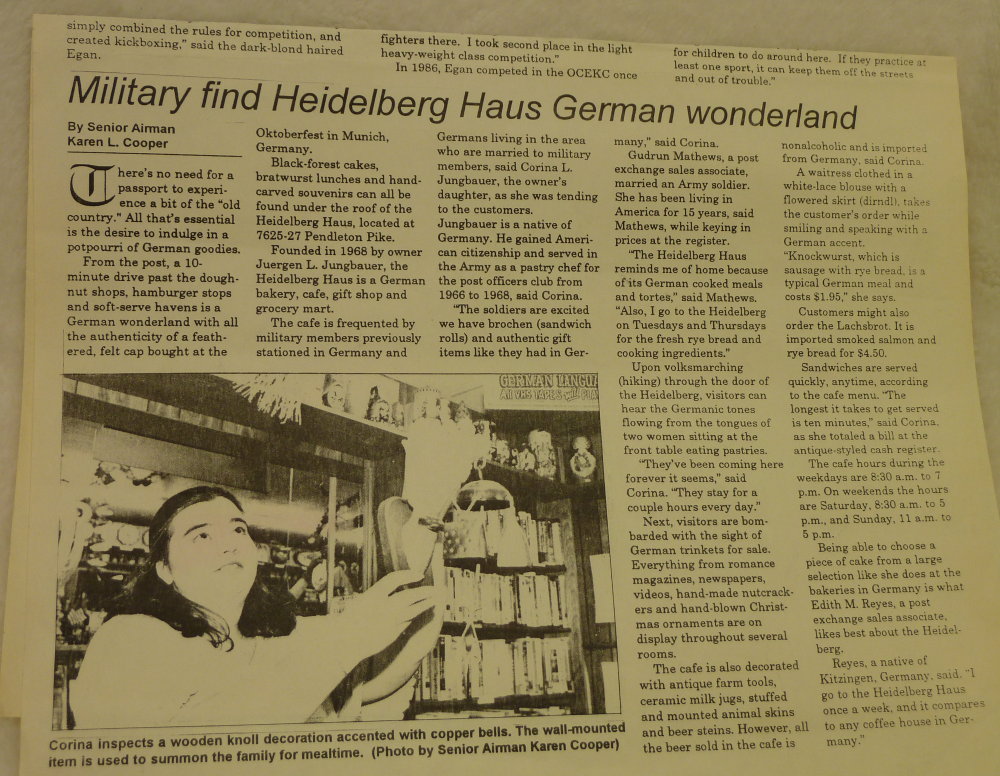 simply combined the rules for competition, and
created kickboxing," said the dark-blond haired
Egan.
fighters there. I took second place in the light
heavy-weight class competition."
In 1986, Egan competed in the OCEKC once
for children to do around here. If they practice at
least one sport, it can keep them off the streets
and out of trouble."
Military find Heidelberg Haus German wonderland
By Senior Airman
Karen L. Cooper
There's no need for a
passport to experi-
ence a bit of the "old
country." All that's essential
is the desire to indulge in a
potpourri of German goodies.
From the post, a 10-
minute drive past the dough-
nut shops, hamburger stops
and soft-serve havens is a
German wonderland with all
the authenticity of a feath-
ered, felt cap bought at the
Oktoberfest in Munich,
Germany.
Black-forest cakes,
bratwurst lunches and hand-
carved souvenirs can all be
found under the roof of the
Heidelberg Haus, located at
7625-27 Pendleton Pike.
Founded in 1968 by owner
Juergen L. Jungbauer, the
Heidelberg Haus is a German
bakery, cafe, gift shop and
grocery mart.
The cafe is frequented by
military members previously
stationed in Germany and
Germans living in the area
who are married to military
members, said Corina L.
Jungbauer, the owner's
daughter, as she was tending
to the customers.
Jungbauer is a native of
Germany. He gained Ameri-
can citizenship and served in
the Army as a pastry chef for
the post officers club from
1966 to 1968, said Corina.
"The soldiers are excited
we have brochen (sandwich
rolls) and authentic gift
items like they had in Ger-
many," said Corina.
Gudrun Mathews, a post
exchange sales associate,
married an Army soldier.
She has been living in
America for 15 years, said
Mathews, while keying in
prices at the register.
"The Heidelberg Haus
reminds me of home because
of its German cooked meals
and tortes," said Mathews.
"Also, I go to the Heidelberg
on Tuesdays and Thursdays
for the fresh rye bread and
cooking ingredients."
Upon volksmarching
(hiking) through the door of
the Heidelberg, visitors can
hear the Germanic tones
flowing from the tongues of
two women sitting at the
front table eating pastries.
"They've been coming here
forever it seems," said
Corina. "They stay for a
couple hours every day."
Next, visitors are bom-
barded with the sight of
German trinkets for sale.
Everything from romance
magazines, newspapers,
videos, hand-made nutcrack-
ers and hand-blown Christ-
mas ornaments are on
display throughout several
rooms.
The cafe is also decorated
with antique farm tools,
ceramic milk jugs, stuffed
and mounted animal skins
and beer steins. However, all
the beer sold in the cafe is
nonalcoholic and is imported
from Germany, said Corina.
A waitress clothed in a
white-lace blouse with a
flowered skirt (dirndl), takes
the customer's order while
smiling and speaking with a
German accent.
"Knockwurst, which is
sausage with rye bread, is a
typical German meal and
costs $1.95," she says.
Customers might also
order the Lachsbrot. It is
imported smoked salmon and
rye bread for $4.50.
Sandwiches are served
quickly, anytime, according
to the cafe menu. "The
longest it takes to get served
is ten minutes," said Corina,
as she totaled a bill at the
antique-styled cash register.
The cafe hours during the
weekdays are 8:30 a.m. to 7
p.m. On weekends the hours
are Saturday, 8:30 a.m. to 5
p.m., and Sunday, 11 a.m. to
5 p.m.
Being able to choose a
piece of cake from a large
selection like she does at the
bakeries in Germany is what
Edith M. Reyes, a post
exchange sales associate,
likes best about the Heidel-
berg.
Reyes, a native of
Kitzingen, Germany, said. "I
go to the Heidelberg Haus
once a week, and it compares
to any coffee house in Ger-
many."
GERMAN LANGUA
All VHS TAPES will PLAY
Corina inspects a wooden knoll decoration accented with copper bells. The wall-mounted
item is used to summon the family for mealtime. (Photo by Senior Airman Karen Cooper)